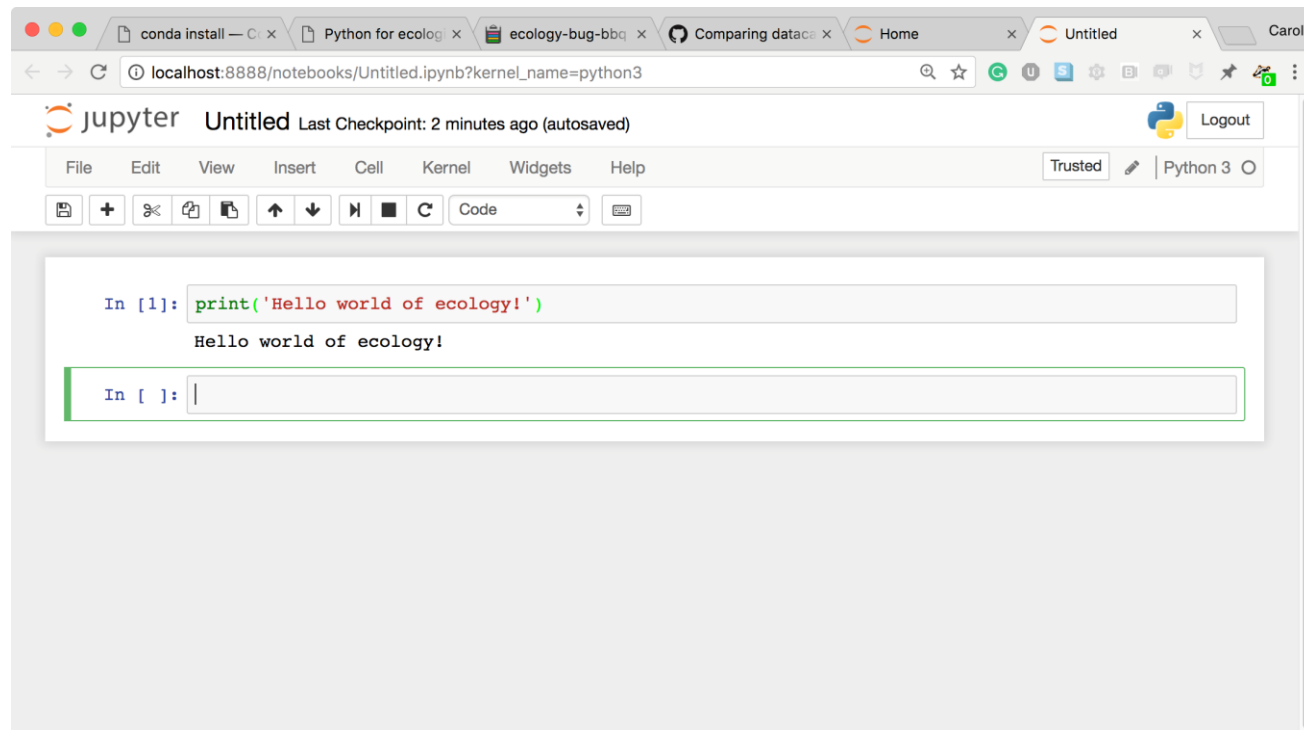 conda install — C
Python for ecologi
ecology-bug-bbq
Comparing dataca
Home
Untitled
Carol
localhost:8888/notebooks/Untitled.ipynb?kernel_name=python3
0
jupyter Untitled Last Checkpoint: 2 minutes ago (autosaved)
Logout
File Edit View Insert Cell Kernel Widgets Help
Trusted
Python 3
Code
In [1]: print('Hello world of ecology!')
Hello world of ecology!
In [ ]: